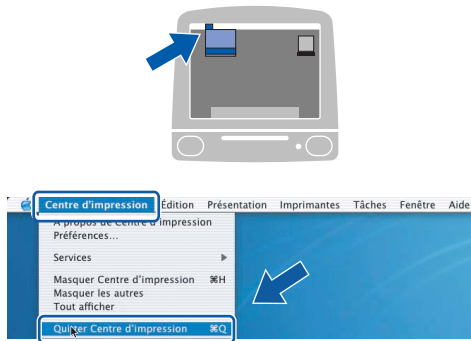 Centre d'impression Édition Présentation Imprimantes Tâches Fenêtre Aide
A propos de Centre d'impression
Préférences...
Services
Masquer Centre d'impression ⌘H
Masquer les autres
Tout afficher
Quitter Centre d'impression ⌘Q